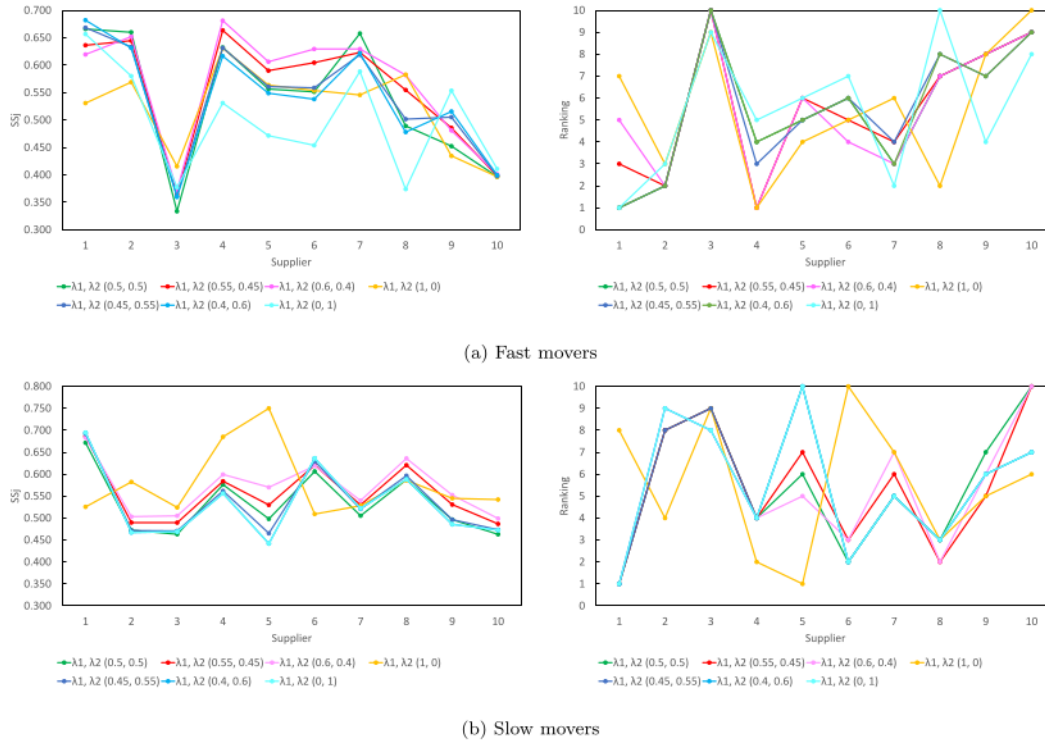 0.700
0.650
0.600
0.550
0.500
0.450
0.400
0.350
0.300
SSj
1 2 3 4 5 6 7 8 9 10
Supplier
λ1, λ2 (0.5, 0.5) λ1, λ2 (0.55, 0.45) λ1, λ2 (0.6, 0.4) λ1, λ2 (1, 0)
λ1, λ2 (0.45, 0.55) λ1, λ2 (0.4, 0.6) λ1, λ2 (0, 1)
10
9
8
7
6
5
4
3
2
1
0
Ranking
1 2 3 4 5 6 7 8 9 10
Supplier
λ1, λ2 (0.5, 0.5) λ1, λ2 (0.55, 0.45) λ1, λ2 (0.6, 0.4) λ1, λ2 (1, 0)
λ1, λ2 (0.45, 0.55) λ1, λ2 (0.4, 0.6) λ1, λ2 (0, 1)
(a) Fast movers
0.800
0.750
0.700
0.650
0.600
0.550
0.500
0.450
0.400
0.350
0.300
SSj
1 2 3 4 5 6 7 8 9 10
Supplier
λ1, λ2 (0.5, 0.5) λ1, λ2 (0.55, 0.45) λ1, λ2 (0.6, 0.4) λ1, λ2 (1, 0)
λ1, λ2 (0.45, 0.55) λ1, λ2 (0.4, 0.6) λ1, λ2 (0, 1)
10
9
8
7
6
5
4
3
2
1
0
Ranking
1 2 3 4 5 6 7 8 9 10
Supplier
λ1, λ2 (0.5, 0.5) λ1, λ2 (0.55, 0.45) λ1, λ2 (0.6, 0.4) λ1, λ2 (1, 0)
λ1, λ2 (0.45, 0.55) λ1, λ2 (0.4, 0.6) λ1, λ2 (0, 1)
(b) Slow movers